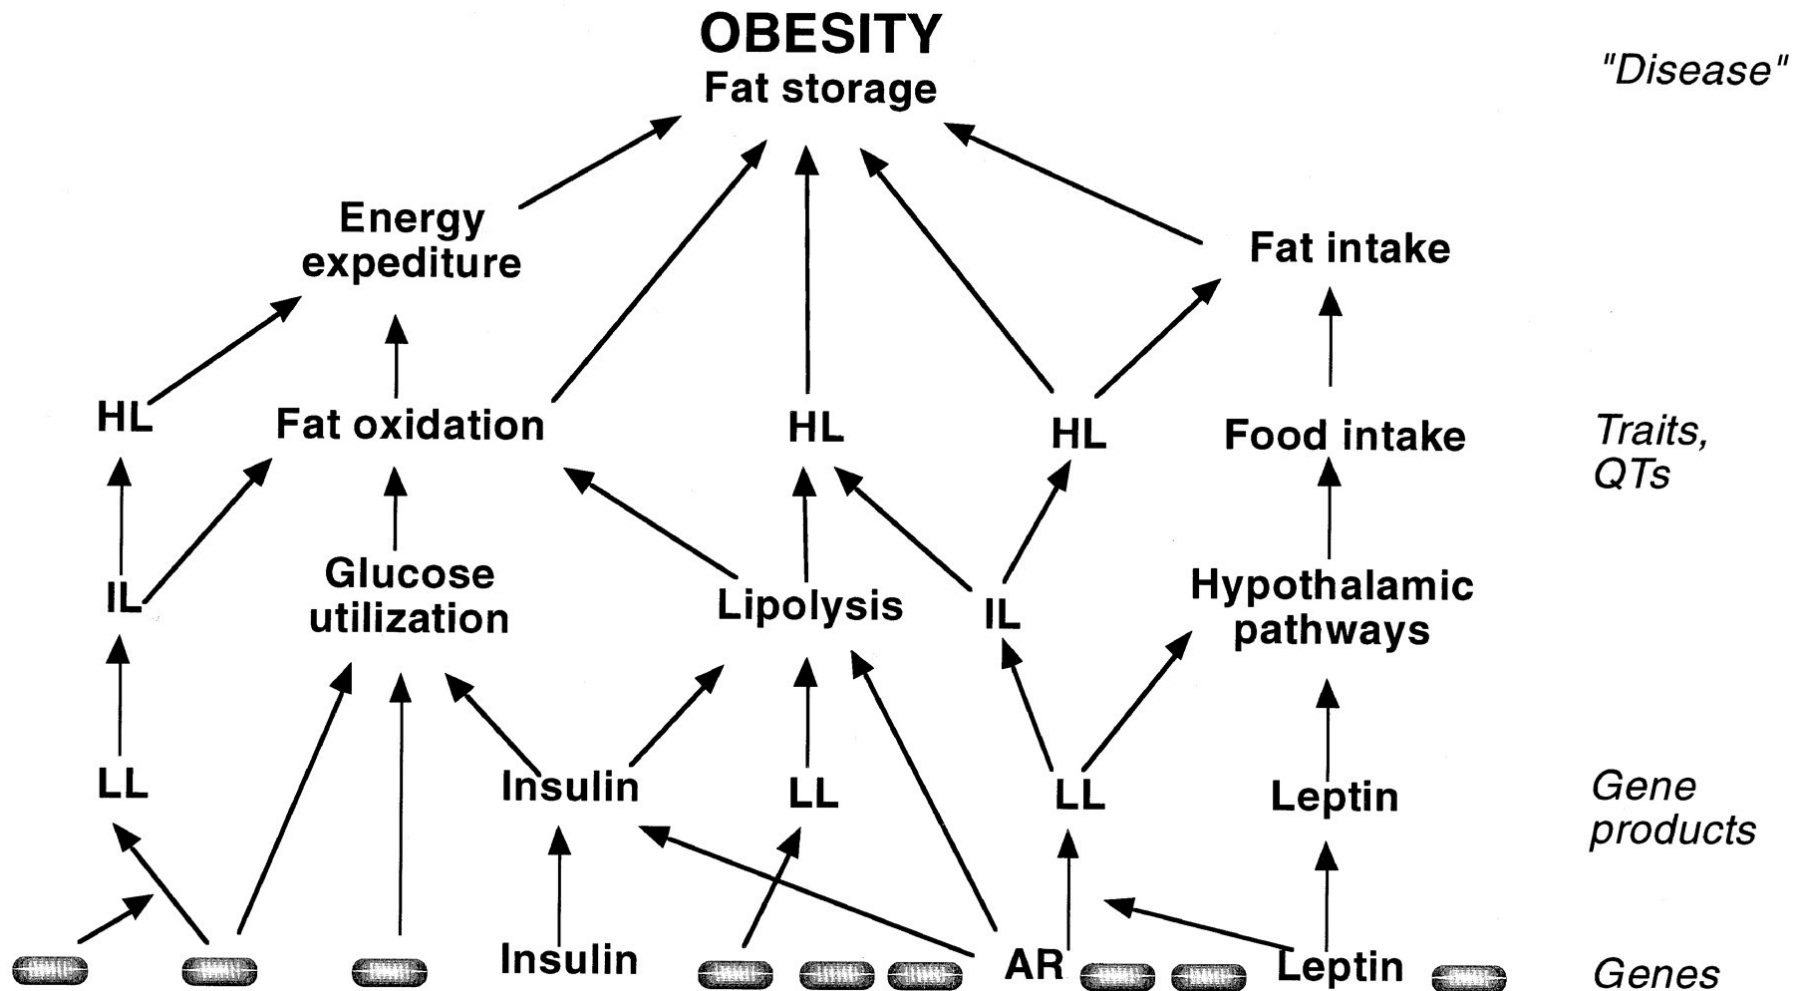 OBESITY
Fat storage
"Disease"
Energy
expediture
Fat intake
HL
Fat oxidation
HL
HL
Food intake
Traits,
QTs
IL
Glucose
utilization
Lipolysis
IL
Hypothalamic
pathways
LL
Insulin
LL
LL
Leptin
Gene
products
Insulin
AR
Leptin
Genes